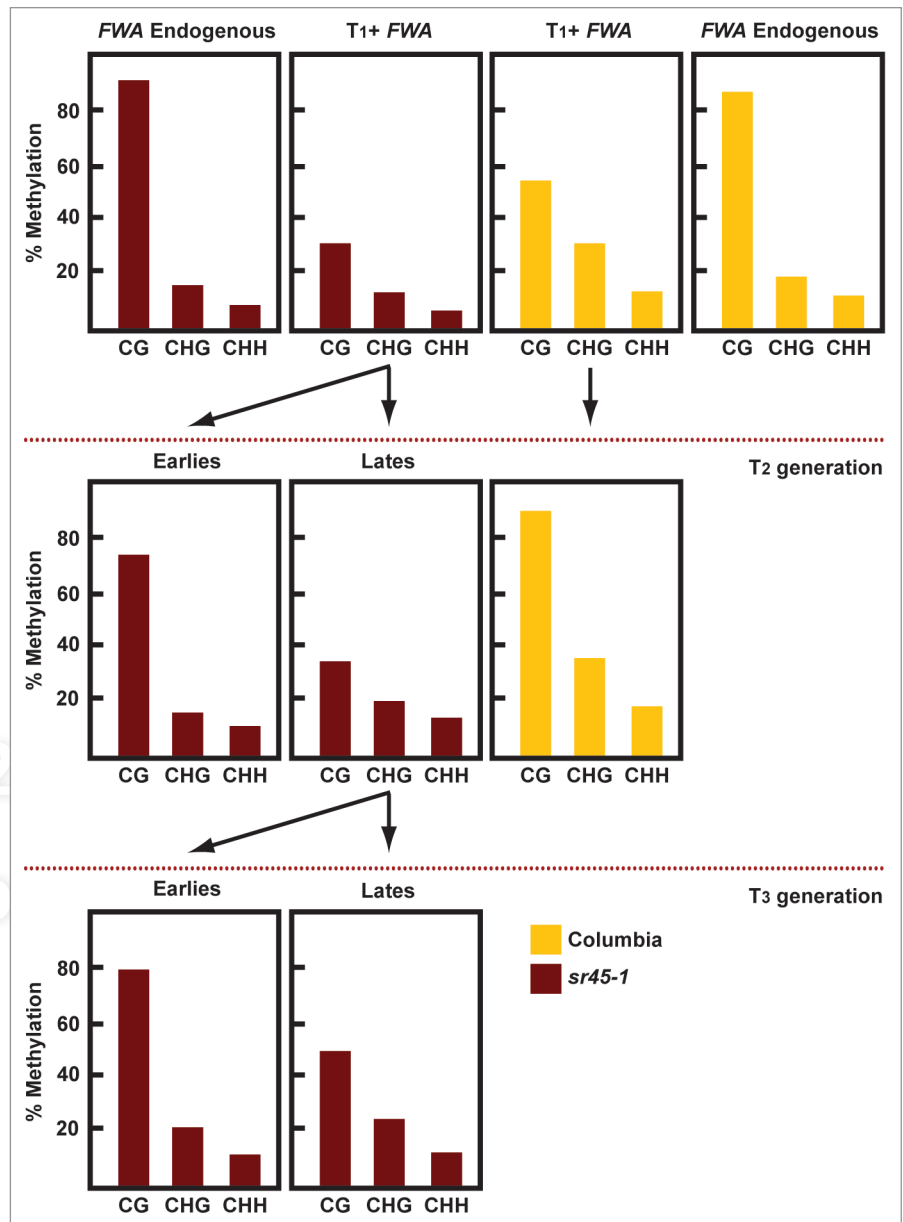 FWA Endogenous T1+ FWA T1+ FWA FWA Endogenous
% Methylation
80
60
40
20
CG CHG CHH CG CHG CHH CG CHG CHH CG CHG CHH
T2 generation
Earlies Lates
% Methylation
80
60
40
20
CG CHG CHH CG CHG CHH CG CHG CHH
T3 generation
Earlies Lates
% Methylation
80
60
40
20
CG CHG CHH CG CHG CHH
Columbia
sr45-1